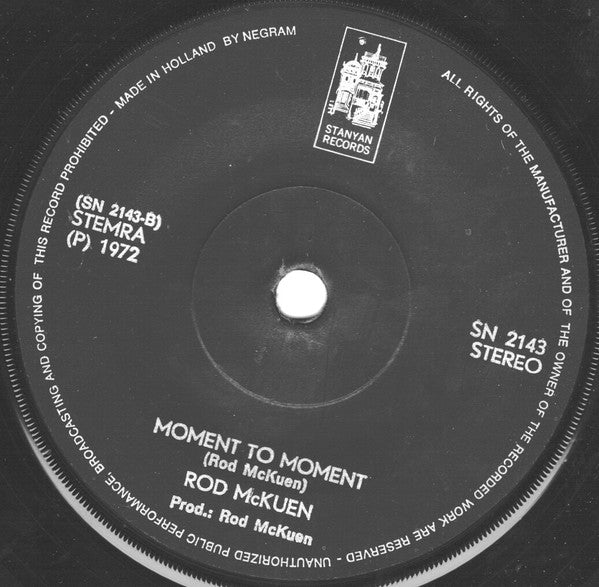 ALL RIGHTS OF THE MANUFACTURER AND OF THE OWNER OF THE RECORDED WORK ARE RESERVED - UNAUTHORIZED PUBLIC PERFORMANCE, BROADCASTING AND COPYING OF THIS RECORD PROHIBITED - MADE IN HOLLAND BY NEGRAM
STANYAN
RECORDS
(SN 2143-B)
STEMRA
(P) 1972
SN 2143
STEREO
MOMENT TO MOMENT
(Rod McKuen)
ROD McKUEN
Prod.: Rod McKuen